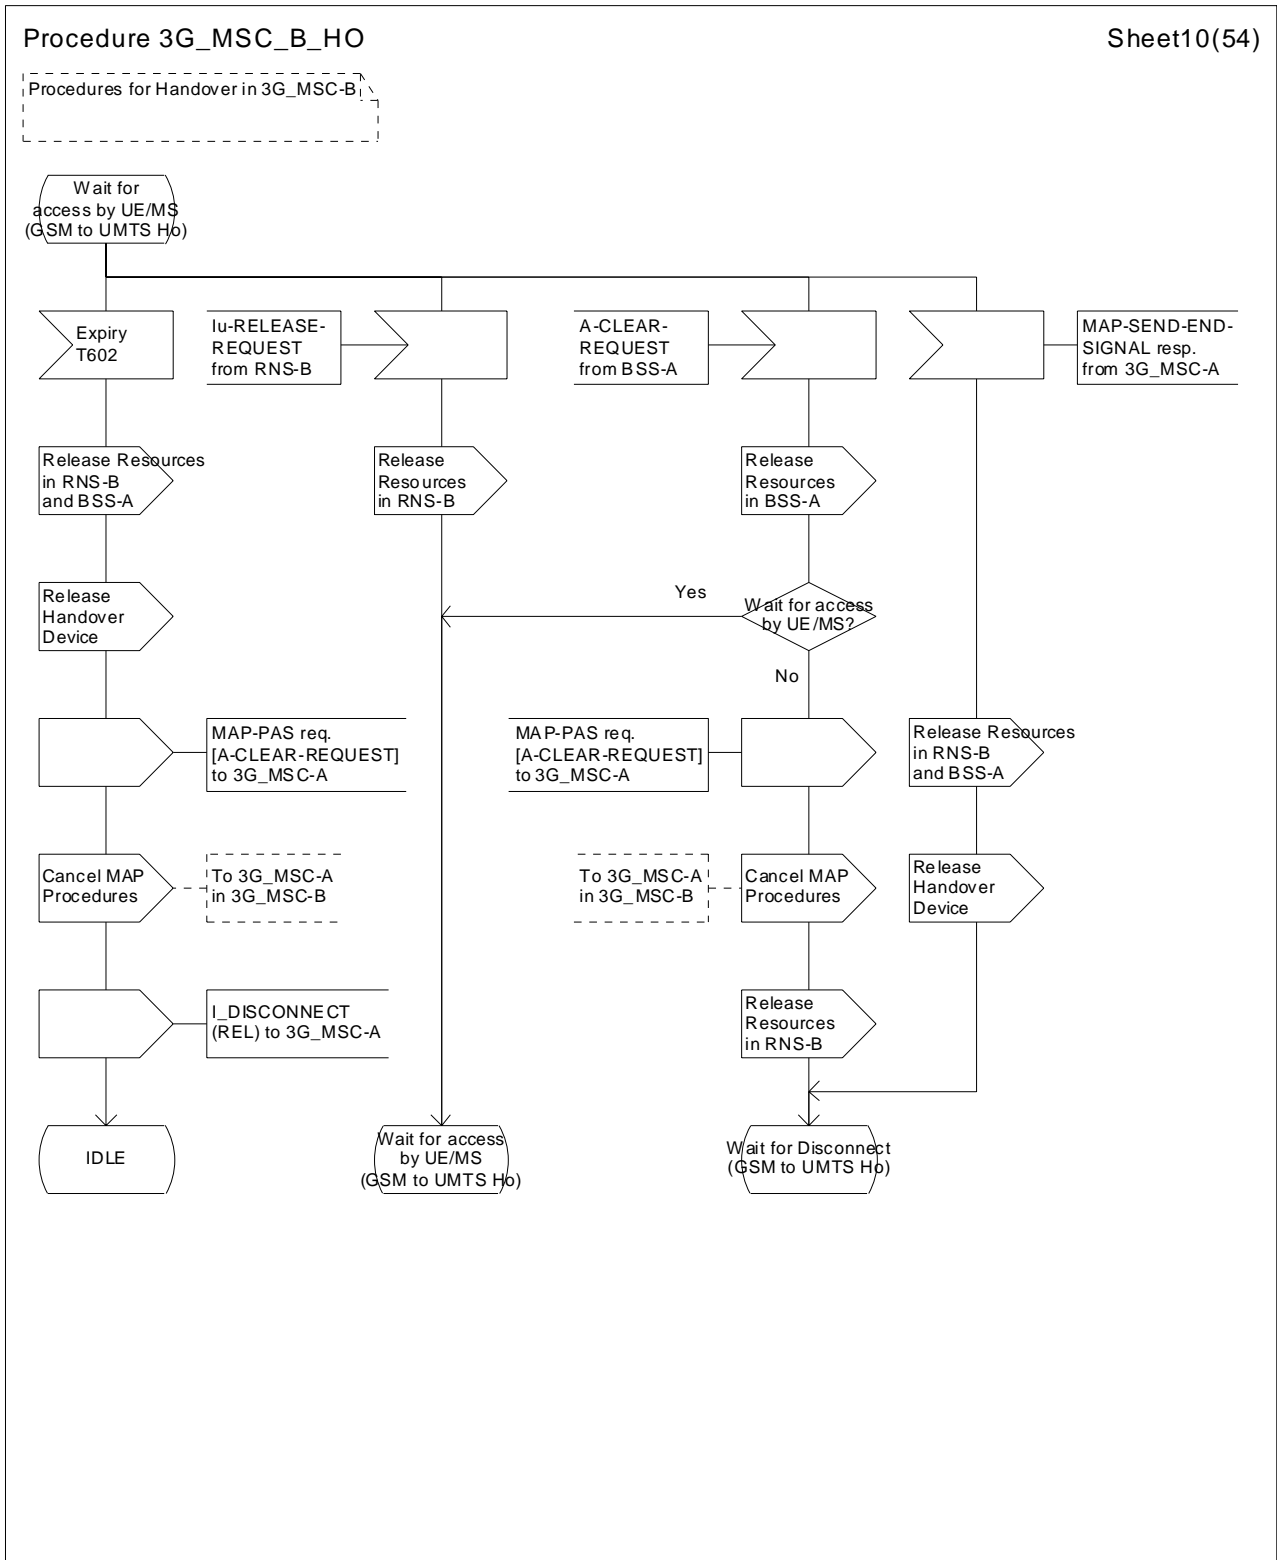 Procedure 3G_MSC_B_HO
Sheet10(54)
Procedures for Handover in 3G_MSC-B
Wait for
access by UE/MS
(GSM to UMTS Ho)
Expiry
T602
Iu-RELEASE-
REQUEST
from RNS-B
A-CLEAR-
REQUEST
from BSS-A
MAP-SEND-END-
SIGNAL resp.
from 3G_MSC-A
Release Resources
in RNS-B
and BSS-A
Release
Resources
in RNS-B
Release
Resources
in BSS-A
Release
Handover
Device
Yes
Wait for access
by UE/MS?
No
MAP-PAS req.
[A-CLEAR-REQUEST]
to 3G_MSC-A
MAP-PAS req.
[A-CLEAR-REQUEST]
to 3G_MSC-A
Release Resources
in RNS-B
and BSS-A
Cancel MAP
Procedures
To 3G_MSC-A
in 3G_MSC-B
To 3G_MSC-A
in 3G_MSC-B
Cancel MAP
Procedures
Release
Handover
Device
I_DISCONNECT
(REL) to 3G_MSC-A
Release
Resources
in RNS-B
IDLE
Wait for access
by UE/MS
(GSM to UMTS Ho)
Wait for Disconnect
(GSM to UMTS Ho)